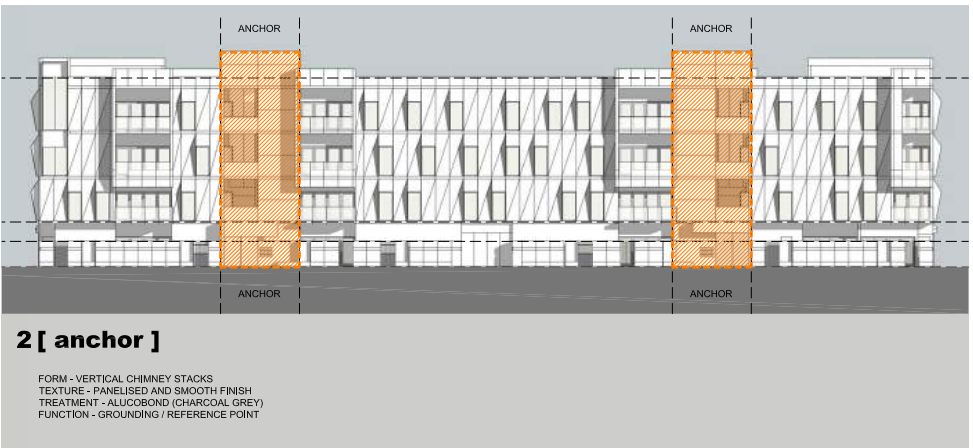 ANCHOR ANCHOR
ANCHOR ANCHOR
2 [ anchor ]
FORM - VERTICAL CHIMNEY STACKS
TEXTURE - PANELISED AND SMOOTH FINISH
TREATMENT - ALUCOBOND (CHARCOAL GREY)
FUNCTION - GROUNDING / REFERENCE POINT